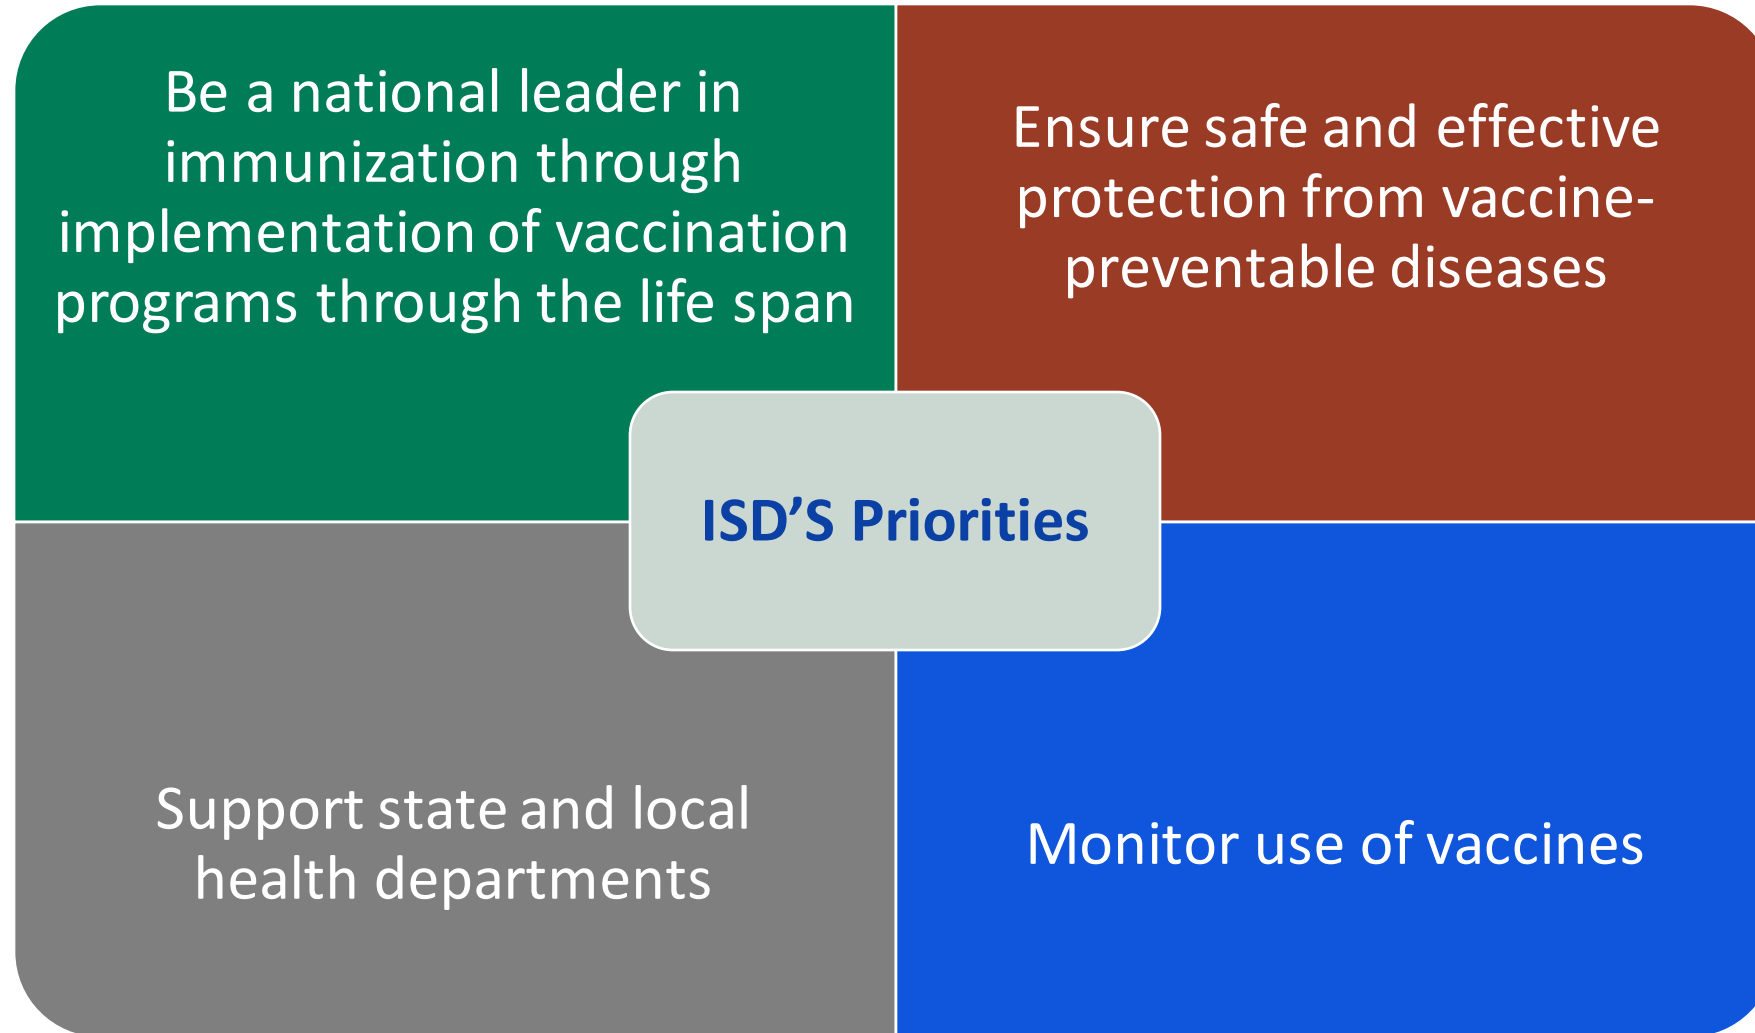 Be a national leader in
immunization through
implementation of vaccination
programs through the life span
Ensure safe and effective
protection from vaccine-
preventable diseases
ISD’S Priorities
Support state and local
health departments
Monitor use of vaccines